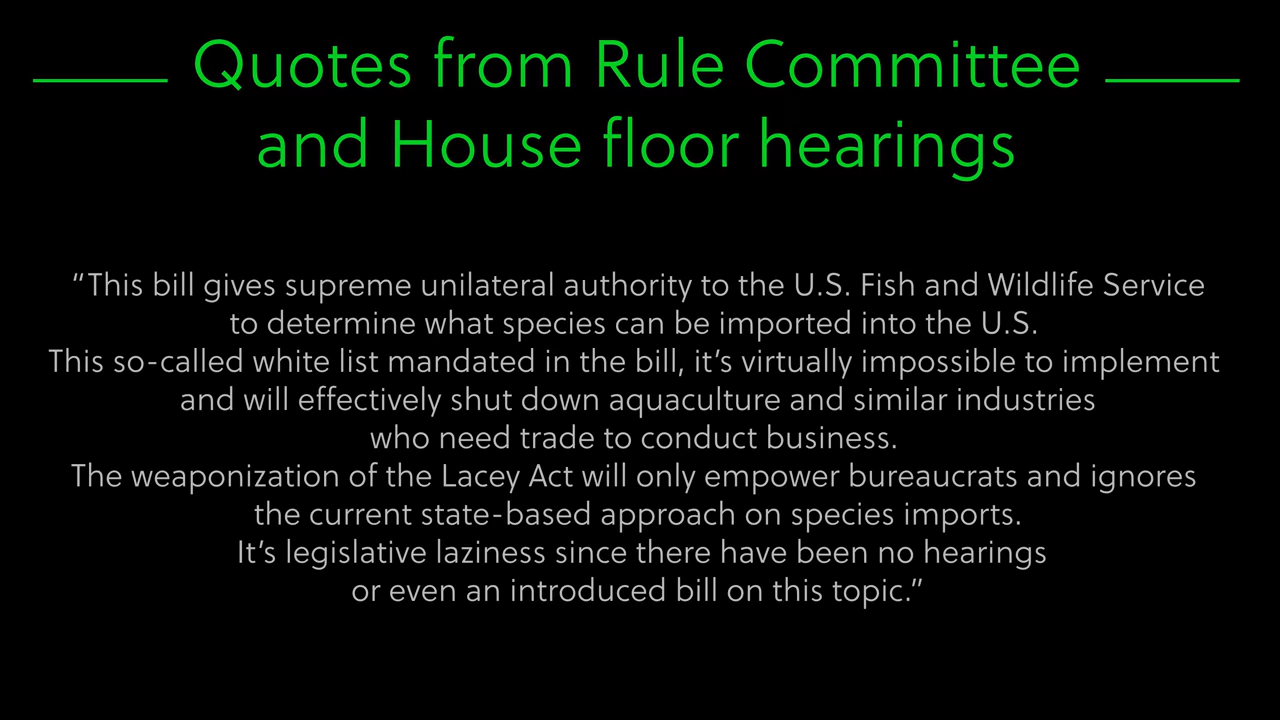 Quotes from Rule Committee
and House floor hearings
“This bill gives supreme unilateral authority to the U.S. Fish and Wildlife Service
to determine what species can be imported into the U.S.
This so-called white list mandated in the bill, it’s virtually impossible to implement
and will effectively shut down aquaculture and similar industries
who need trade to conduct business.
The weaponization of the Lacey Act will only empower bureaucrats and ignores
the current state-based approach on species imports.
It’s legislative laziness since there have been no hearings
or even an introduced bill on this topic.”